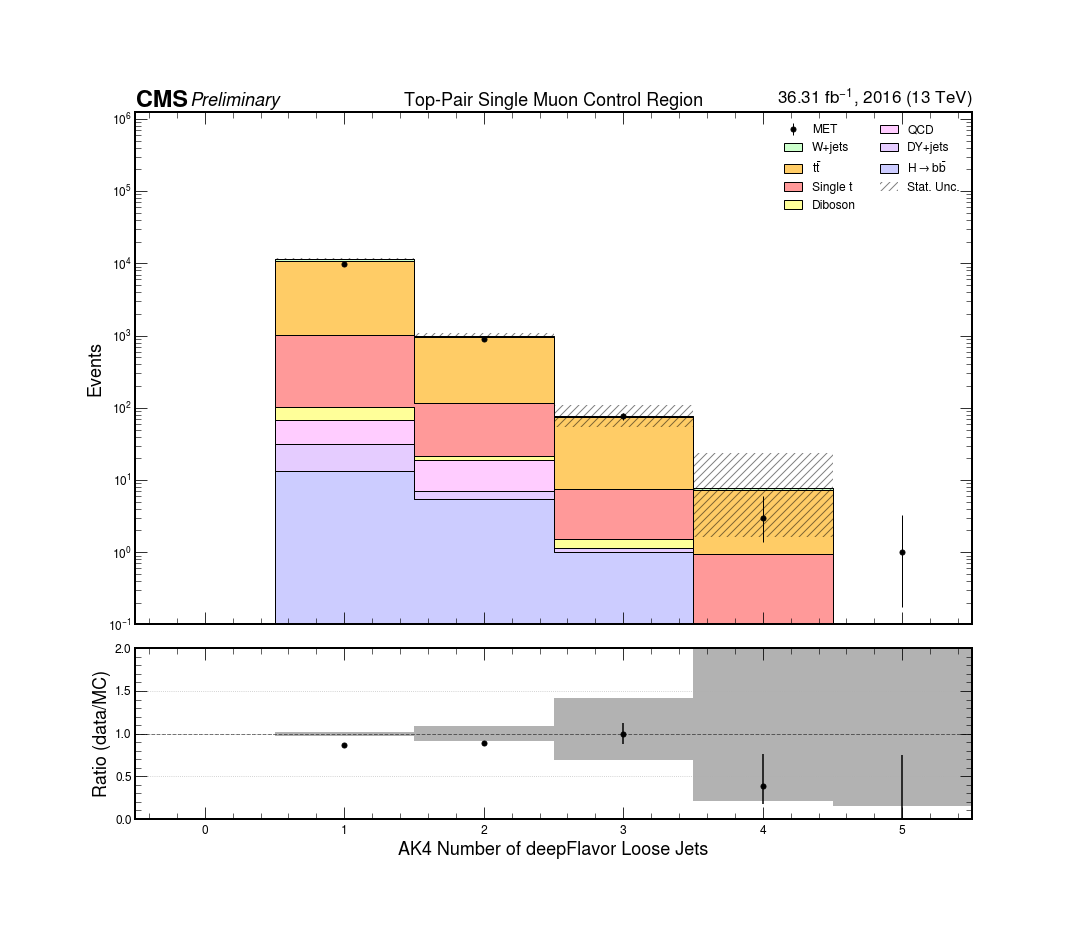 CMS Preliminary Top-Pair Single Muon Control Region 36.31 fb⁻¹, 2016 (13 TeV)
MET QCD
W+jets DY+jets
tt̄ H→bb̄
Single t Stat. Unc.
Diboson
10⁶
10⁵
10⁴
10³
10²
10¹
10⁰
10⁻¹
Events
2.0
1.5
1.0
0.5
0.0
Ratio (data/MC)
0 1 2 3 4 5
AK4 Number of deepFlavor Loose Jets